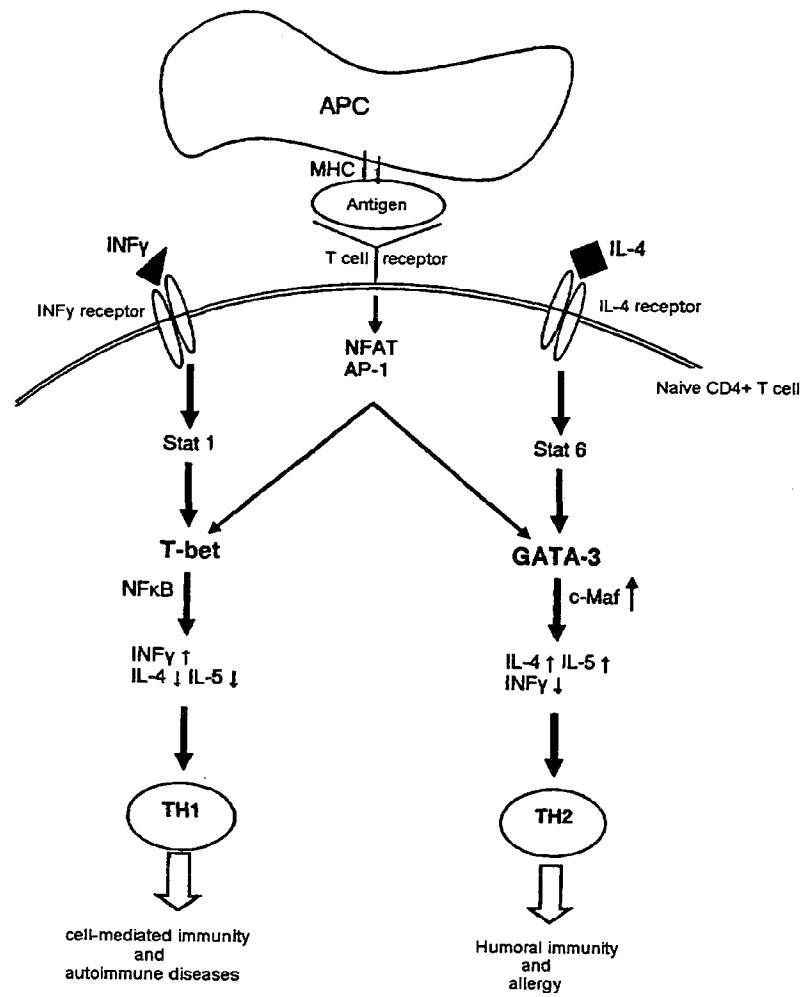 APC
MHC
Antigen
INFγ
IL-4
T cell receptor
INFγ receptor
IL-4 receptor
NFAT
AP-1
Naive CD4+ T cell
Stat 1
Stat 6
T-bet
GATA-3
NFκB
c-Maf ↑
INFγ ↑
IL-4 ↓ IL-5 ↓
IL-4 ↑ IL-5 ↑
INFγ ↓
TH1
TH2
cell-mediated immunity
and
autoimmune diseases
Humoral immunity
and
allergy